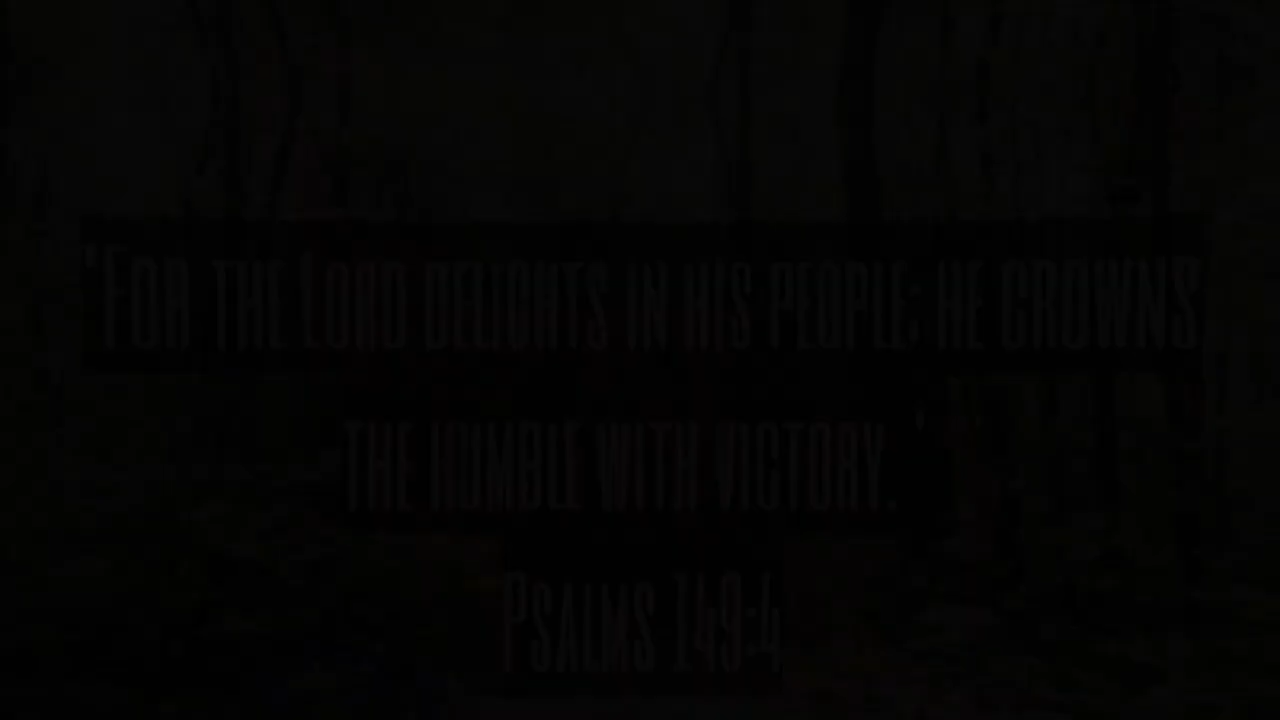 "For the Lord delights in his people; he crowns
the humble with victory."
Psalms 149:4